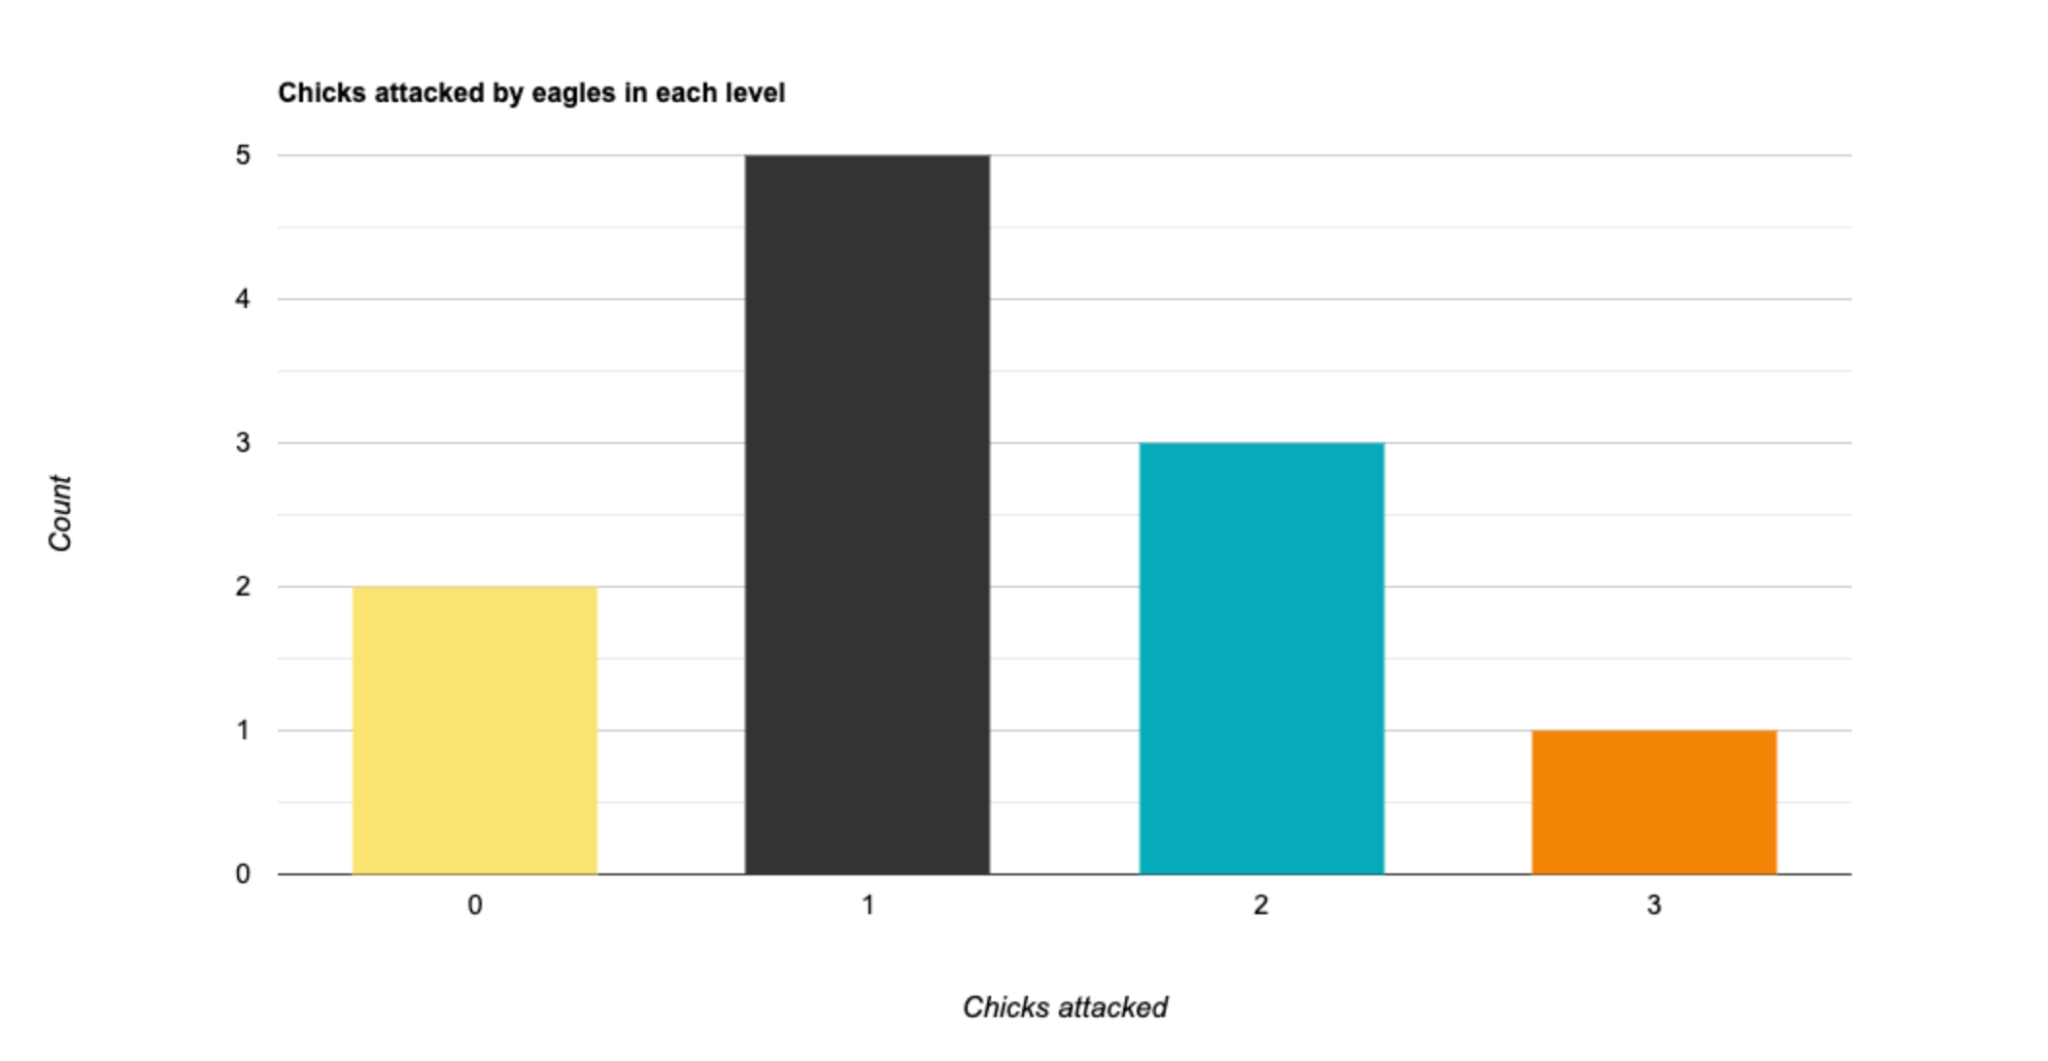 Chicks attacked by eagles in each level
5
4
3
2
1
0
Count
0 1 2 3
Chicks attacked